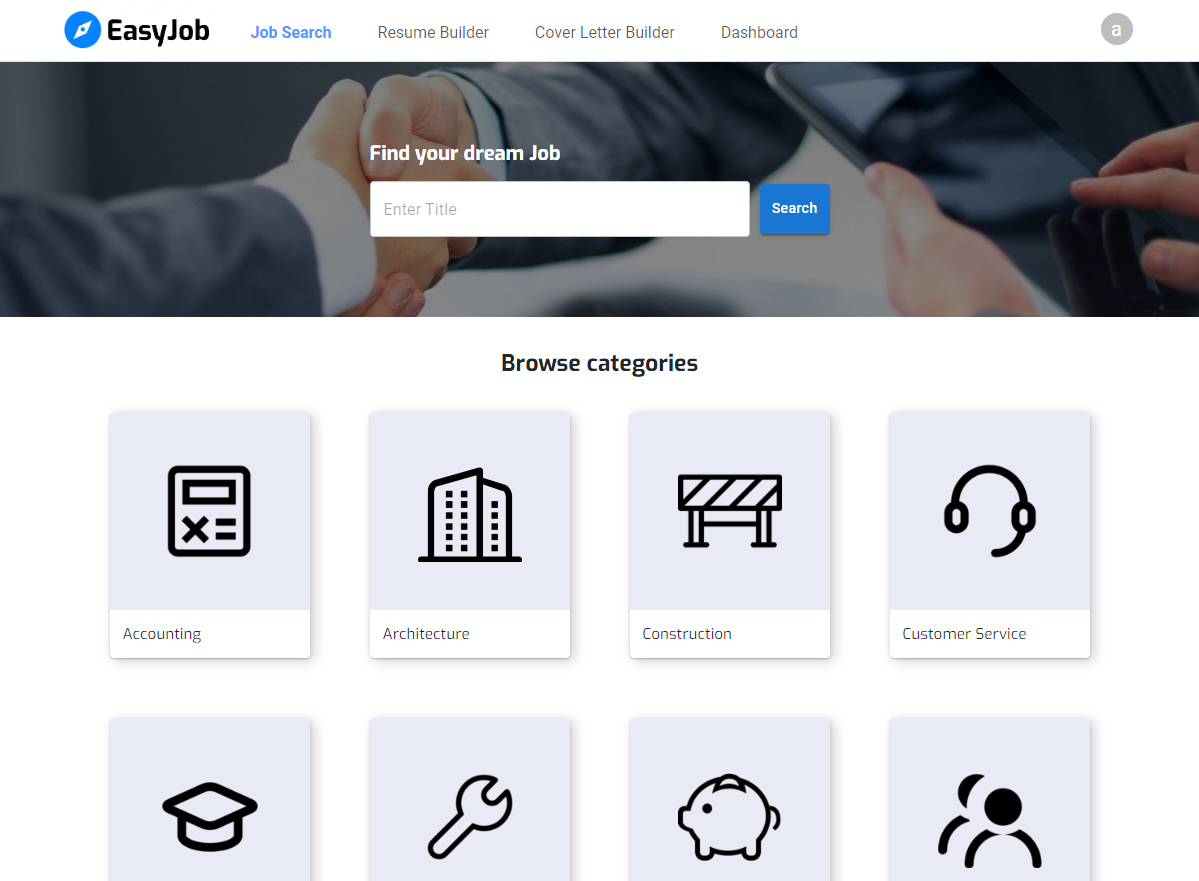 EasyJob
Job Search
Resume Builder
Cover Letter Builder
Dashboard
a
Find your dream Job
Enter Title
Search
Browse categories
Accounting
Architecture
Construction
Customer Service